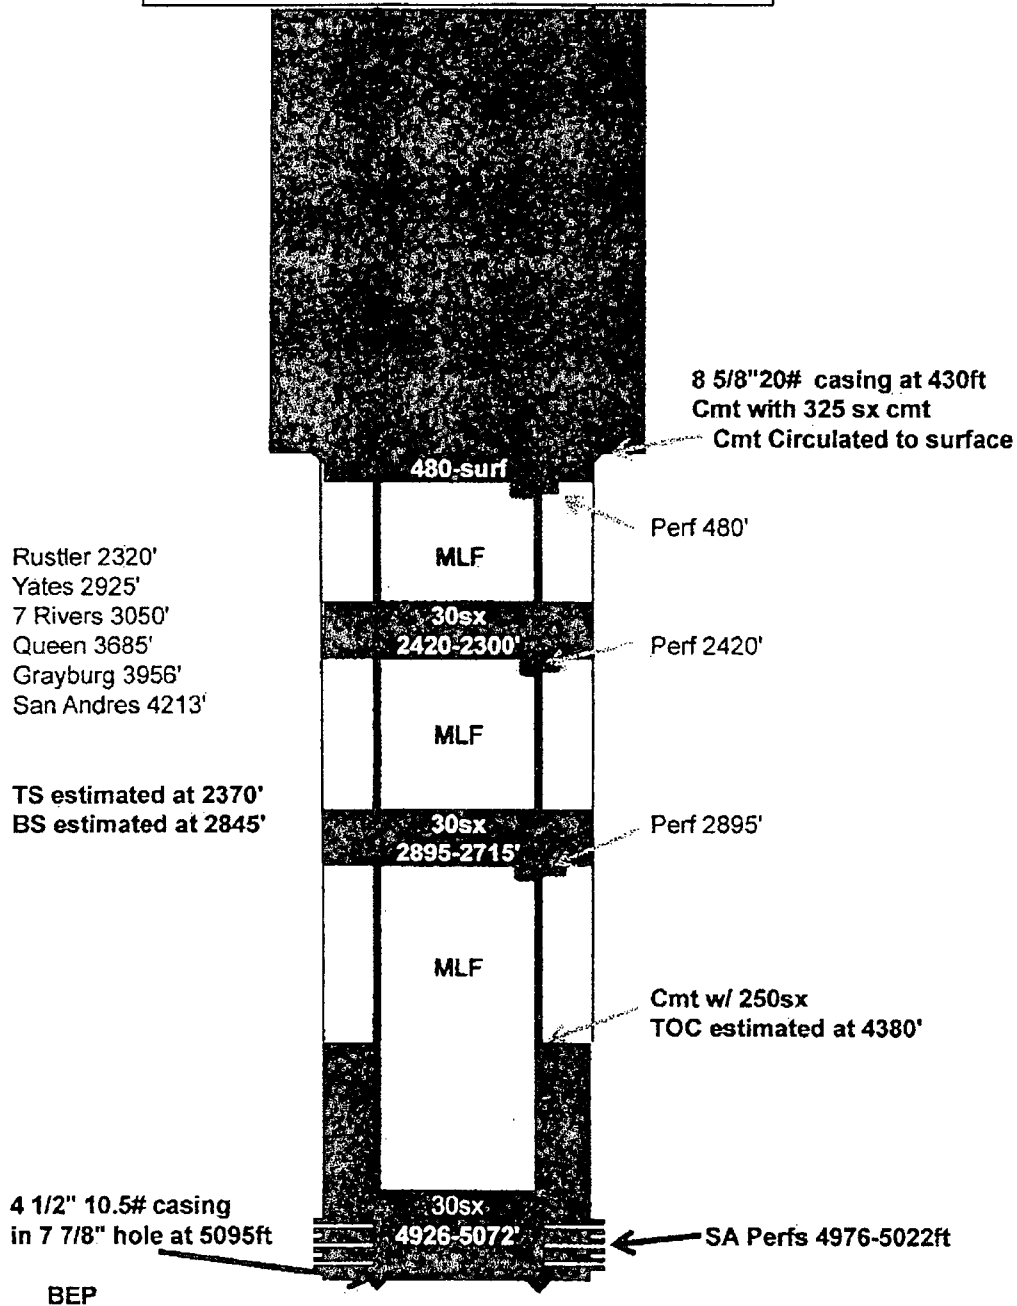 8 5/8"20# casing at 430ft
Cmt with 325 sx cmt
Cmt Circulated to surface
480-surf
Perf 480'
MLF
Rustler 2320'
Yates 2925'
7 Rivers 3050'
Queen 3685'
Grayburg 3956'
San Andres 4213'
30sx
2420-2300'
Perf 2420'
MLF
TS estimated at 2370'
BS estimated at 2845'
30sx
2895-2715'
Perf 2895'
MLF
Cmt w/ 250sx
TOC estimated at 4380'
4 1/2" 10.5# casing
in 7 7/8" hole at 5095ft
30sx
4926-5072'
SA Perfs 4976-5022ft
BEP